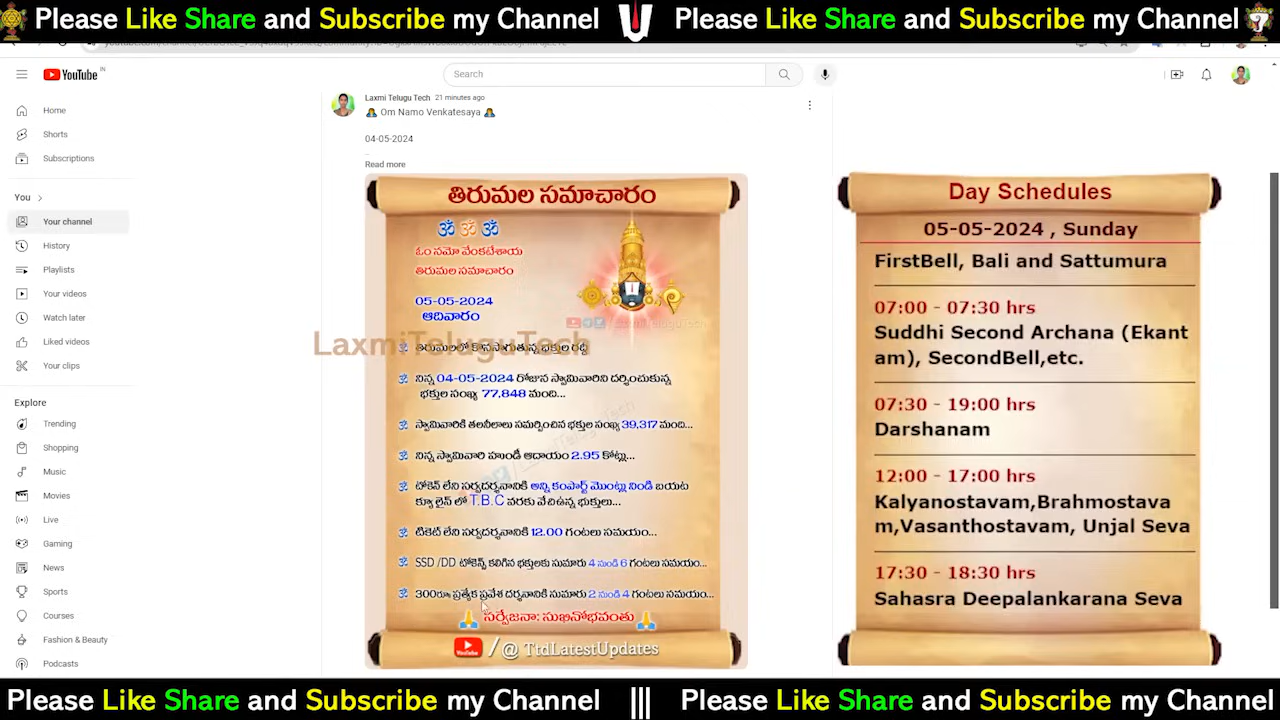 Please Like Share and Subscribe my Channel
Please Like Share and Subscribe my Channel
YouTube IN
Search
Home
Shorts
Subscriptions
You
Your channel
History
Playlists
Your videos
Watch later
Liked videos
Your clips
Explore
Trending
Shopping
Music
Movies
Live
Gaming
News
Sports
Courses
Fashion & Beauty
Podcasts
Laxmi Telugu Tech 21 minutes ago
Om Namo Venkatesaya
04-05-2024
Read more
తిరుమల సమాచారం
ఓం నమో వేంకటేశాయ
తిరుమల సమాచారం
05-05-2024
ఆదివారం
LaxmiTeluguTech
ఓం తిరుమలలో కొనసాగుతున్న భక్తుల రద్దీ
ఓం నిన్న 04-05-2024 రోజున స్వామివారిని దర్శించుకున్న
భక్తుల సంఖ్య 77,848 మంది...
ఓం స్వామివారికి తలనీలాలు సమర్పించిన భక్తుల సంఖ్య 39,317 మంది...
ఓం నిన్న స్వామివారి హుండీ ఆదాయం 2.95 కోట్లు...
ఓం టోకెన్ లేని సర్వదర్శనానికి అన్ని కంపార్ట్ మెంట్లు నిండి బయట
క్యూ లైన్ లో T.B.C వరకు వేచిఉన్న భక్తులు...
ఓం టికెట్ లేని సర్వదర్శనానికి 12.00 గంటలు సమయం...
ఓం SSD /DD టోకెన్స్ కలిగిన భక్తులకు సుమారు 4 నుండి 6 గంటలు సమయం...
ఓం 300రూ ప్రత్యేక ప్రవేశ దర్శనానికి సుమారు 2 నుండి 4 గంటలు సమయం...
సర్వేజనా: సుఖినోభవంతు
YouTube /@ TtdLatestUpdates
Day Schedules
05-05-2024 , Sunday
FirstBell, Bali and Sattumura
07:00 - 07:30 hrs
Suddhi Second Archana (Ekant
am), SecondBell,etc.
07:30 - 19:00 hrs
Darshanam
12:00 - 17:00 hrs
Kalyanostavam,Brahmostava
m,Vasanthostavam, Unjal Seva
17:30 - 18:30 hrs
Sahasra Deepalankarana Seva
Please Like Share and Subscribe my Channel
|||
Please Like Share and Subscribe my Channel